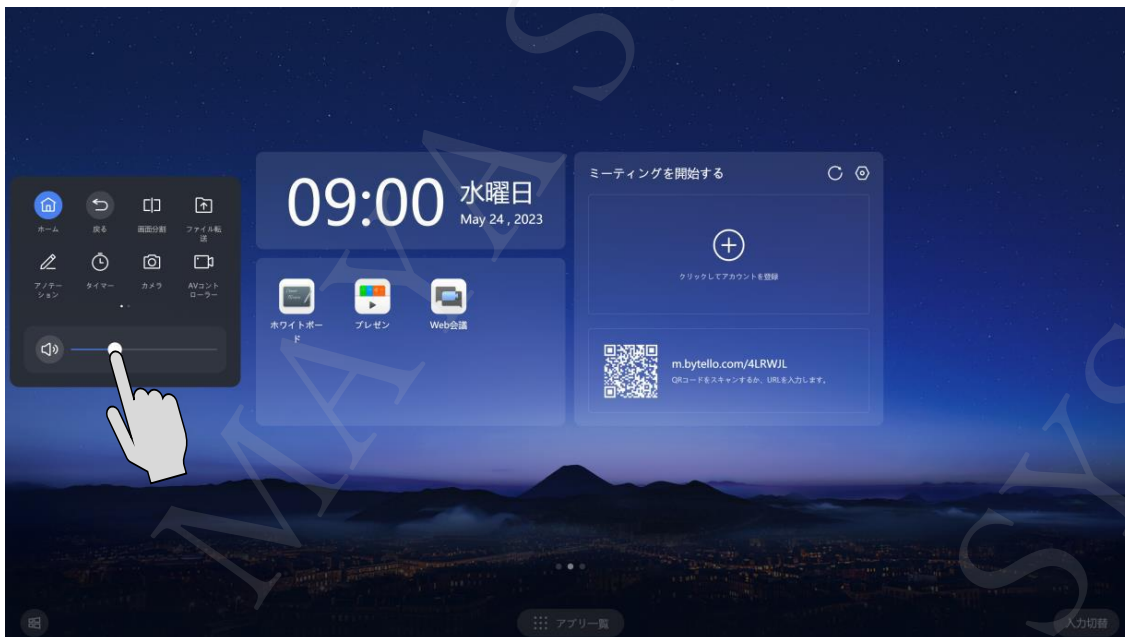 09:00
水曜日
May 24 , 2023
ミーティングを開始する
ホーム
戻る
画面分割
ファイル転
送
アノテー
ション
タイマー
カメラ
AVコント
ローラー
クリックしてアカウントを登録
ホワイトボー
ド
プレゼン
Web会議
m.bytello.com/4LRWJL
QRコードをスキャンするか、URLを入力します。
アプリ一覧
入力切替
MAYA SYS